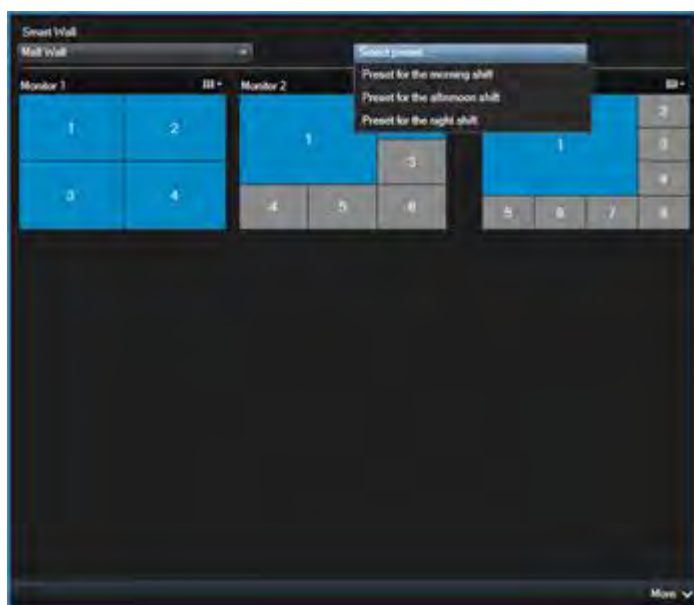 Smart Wall
Mall Wall
Select preset
Preset for the morning shift
Preset for the afternoon shift
Preset for the night shift
Monitor 1
Monitor 2
1 2
3 4
1
3
4 5 6
1
2
3
4
5 6 7 8
More